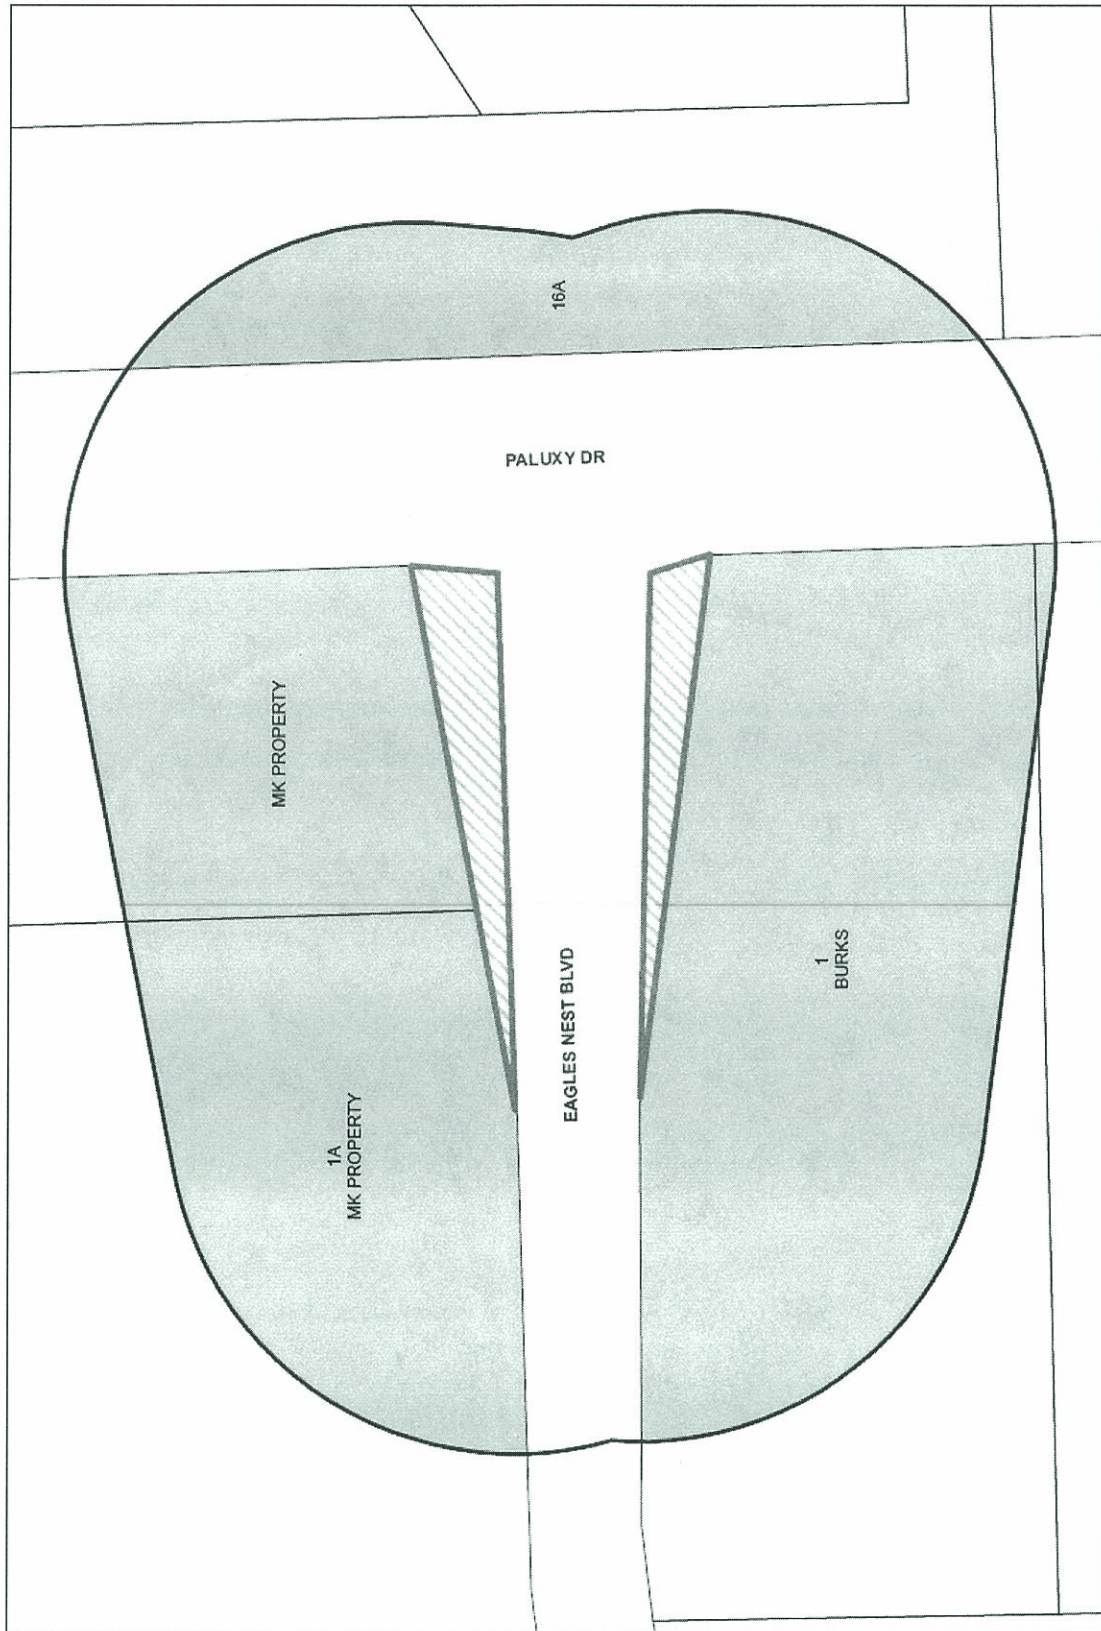 16A
PALUXY DR
MK PROPERTY
EAGLES NEST BLVD
1
BURKS
1A
MK PROPERTY